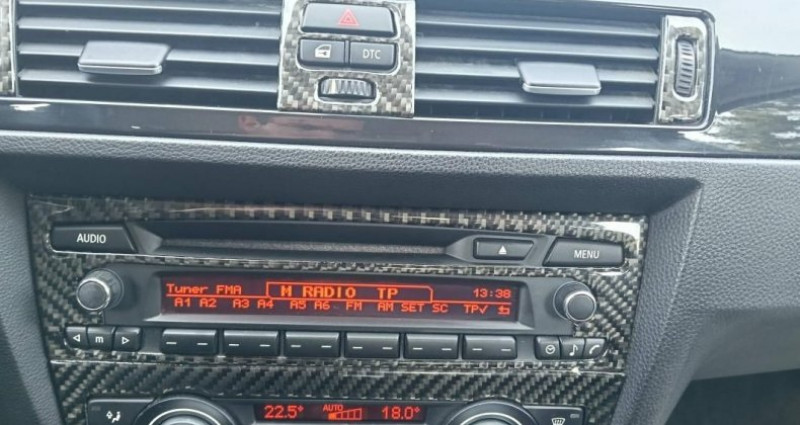 DTC
AUDIO
MENU
Tuner FMA M RADIO TP 13:38
A1 A2 A3 A4 A5 A6 FM AM SET SC TP✓
m
22.5° AUTO 18.0°